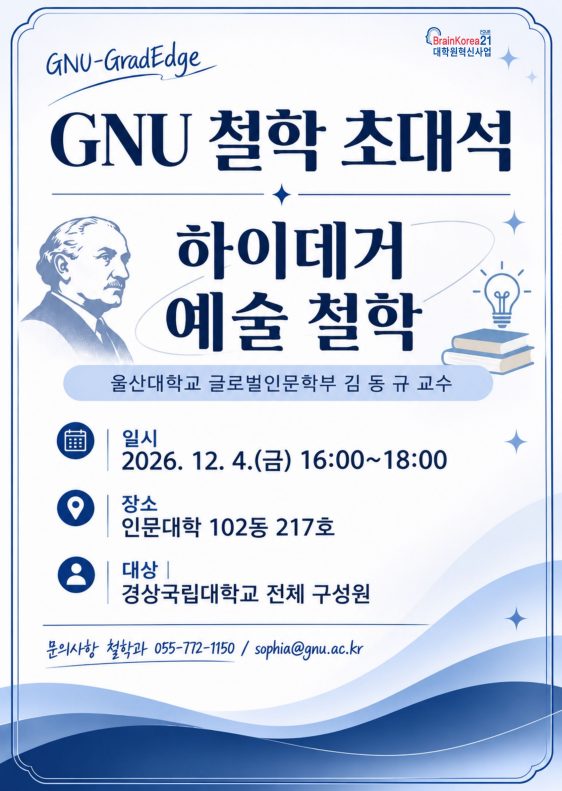 GNU-GradEdge
FOUR
BrainKorea21
대학원혁신사업
GNU 철학 초대석
하이데거
예술 철학
울산대학교 글로벌인문학부 김 동 규 교수
일시
2026. 12. 4.(금) 16:00~18:00
장소
인문대학 102동 217호
대상 |
경상국립대학교 전체 구성원
문의사항 철학과 055-772-1150 / sophia@gnu.ac.kr